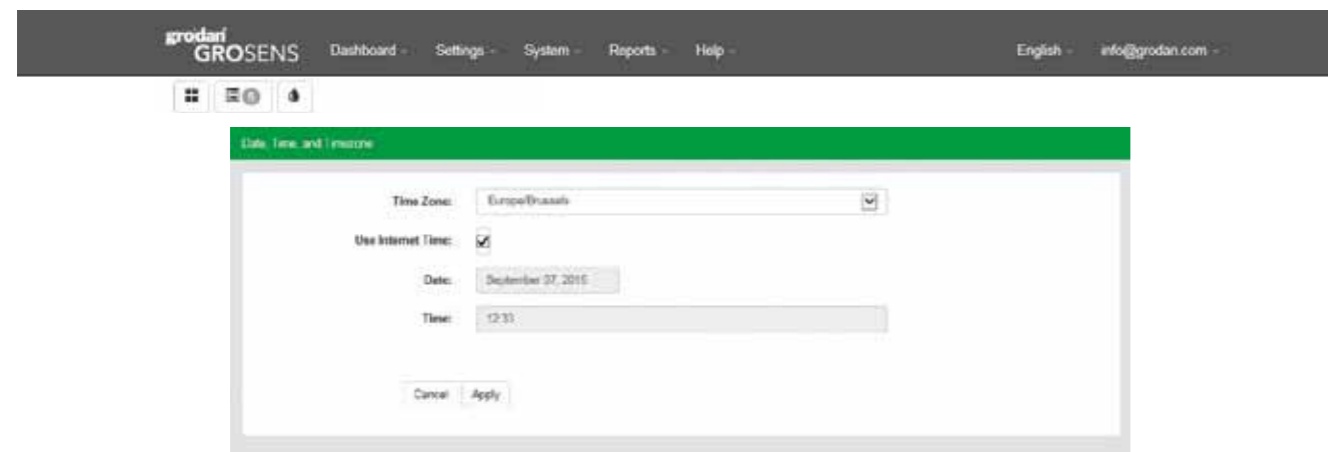 grodan
GROSENS Dashboard Settings System Reports Help English info@grodan.com
Date, Time, and Timezone
Time Zone: Europe/Brussels
Use Internet Time:
Date: September 07, 2015
Time: 12:33
Cancel Apply